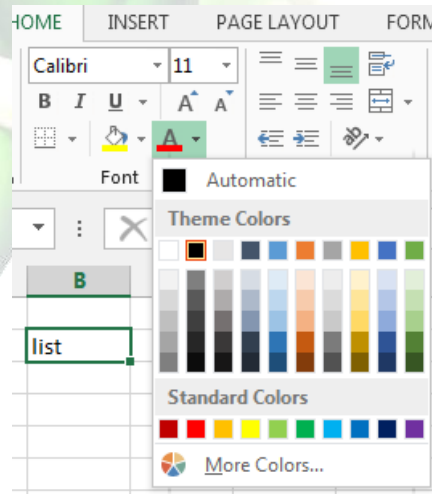 HOME INSERT PAGE LAYOUT FORM
Calibri 11
B I U A A
A
Font
Automatic
Theme Colors
B
list
Standard Colors
More Colors...